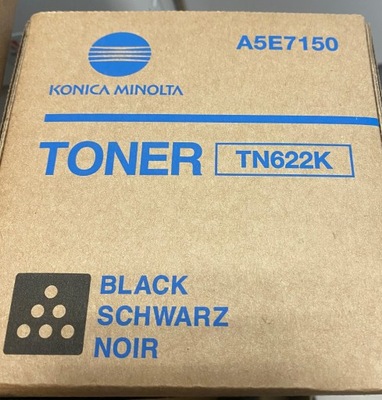 A5E7150
KONICA MINOLTA
TONER TN622K
BLACK
SCHWARZ
NOIR